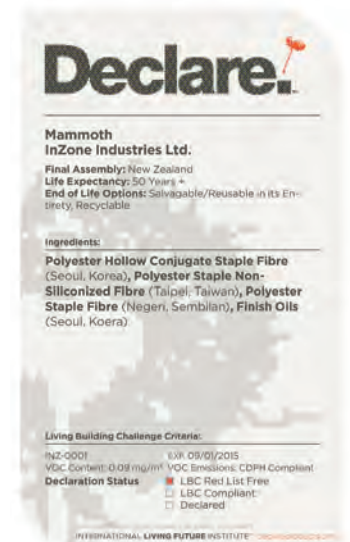 Declare.
Mammoth
InZone Industries Ltd.
Final Assembly: New Zealand
Life Expectancy: 50 Years +
End of Life Options: Salvagable/Reusable in its En-
tirety, Recyclable
Ingredients:
Polyester Hollow Conjugate Staple Fibre
(Seoul, Korea), Polyester Staple Non-
Siliconized Fibre (Taipei, Taiwan), Polyester
Staple Fibre (Negeri, Sembilan), Finish Oils
(Seoul, Koera)
Living Building Challenge Criteria:
INZ-0001 EXP. 09/01/2015
VOC Content: 0.09 mg/m³ VOC Emissions: CDPH Compliant
Declaration Status LBC Red List Free
LBC Compliant
Declared
INTERNATIONAL LIVING FUTURE INSTITUTE